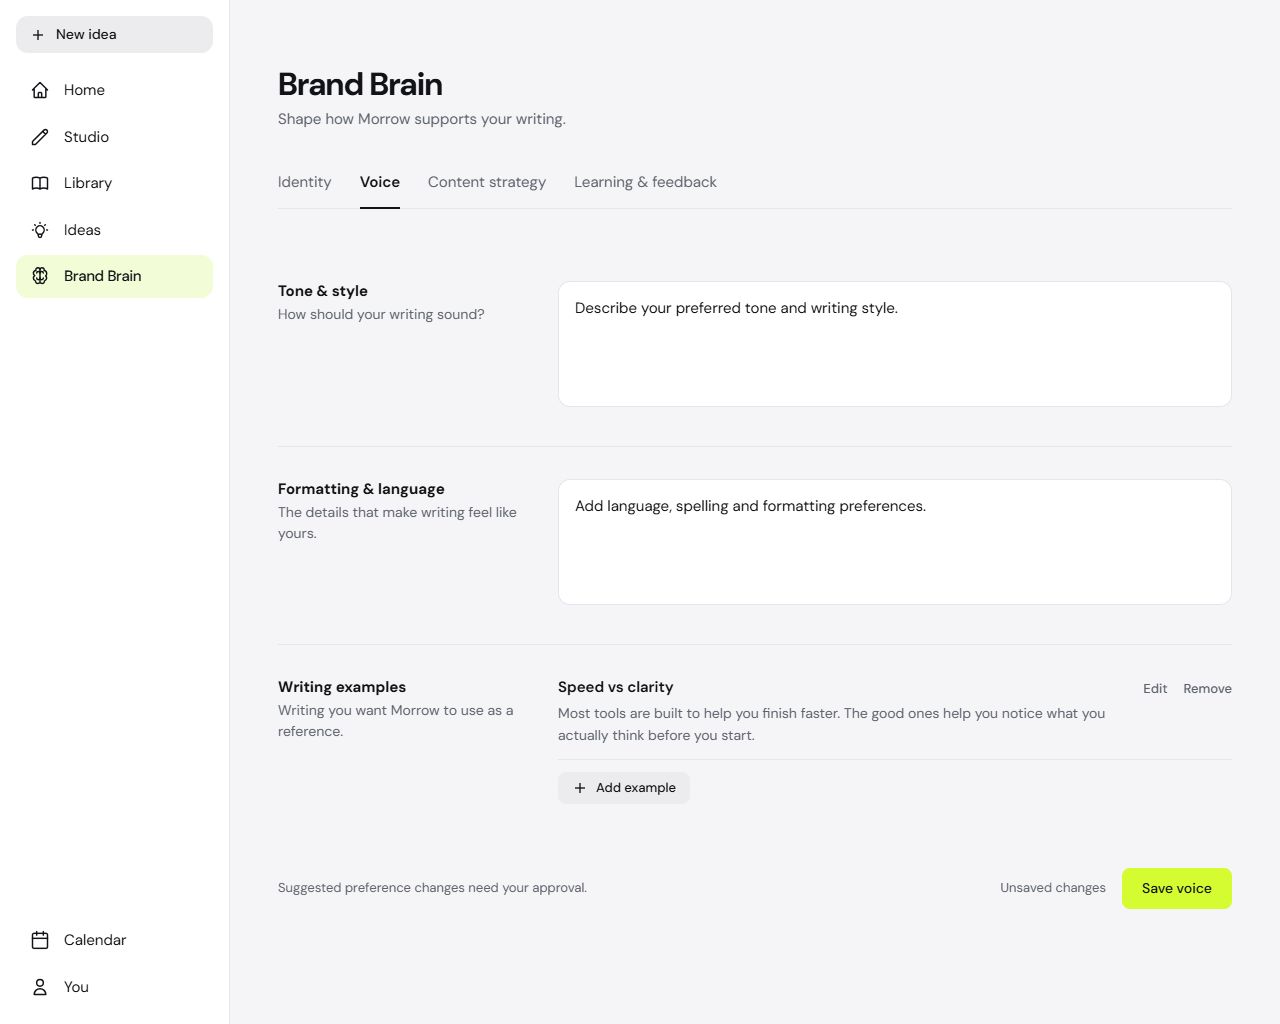 New idea
Home
Studio
Library
Ideas
Brand Brain
Calendar
You
Brand Brain
Shape how Morrow supports your writing.
Identity Voice Content strategy Learning & feedback
Tone & style
How should your writing sound?
Describe your preferred tone and writing style.
Formatting & language
The details that make writing feel like
yours.
Add language, spelling and formatting preferences.
Writing examples
Writing you want Morrow to use as a
reference.
Speed vs clarity
Edit Remove
Most tools are built to help you finish faster. The good ones help you notice what you
actually think before you start.
Add example
Suggested preference changes need your approval.
Unsaved changes
Save voice